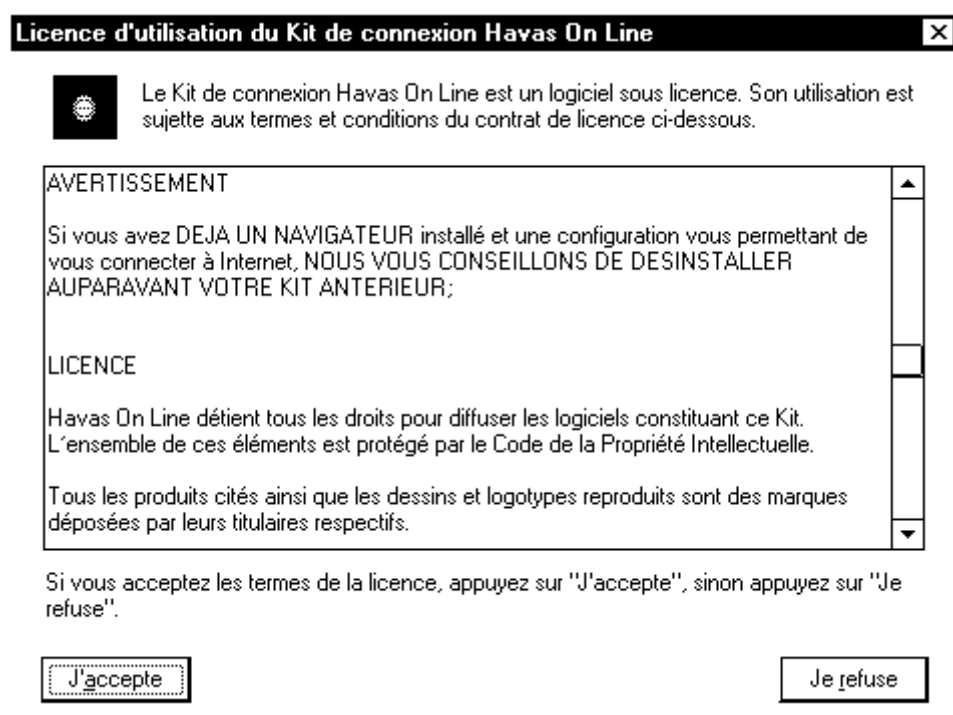 Licence d'utilisation du Kit de connexion Havas On Line
Le Kit de connexion Havas On Line est un logiciel sous licence. Son utilisation est
sujette aux termes et conditions du contrat de licence ci-dessous.
AVERTISSEMENT
Si vous avez DEJA UN NAVIGATEUR installé et une configuration vous permettant de
vous connecter à Internet, NOUS VOUS CONSEILLONS DE DESINSTALLER
AUPARAVANT VOTRE KIT ANTERIEUR;
LICENCE
Havas On Line détient tous les droits pour diffuser les logiciels constituant ce Kit.
L´ensemble de ces éléments est protégé par le Code de la Propriété Intellectuelle.
Tous les produits cités ainsi que les dessins et logotypes reproduits sont des marques
déposées par leurs titulaires respectifs.
Si vous acceptez les termes de la licence, appuyez sur "J'accepte", sinon appuyez sur "Je
refuse".
J'accepte
Je refuse